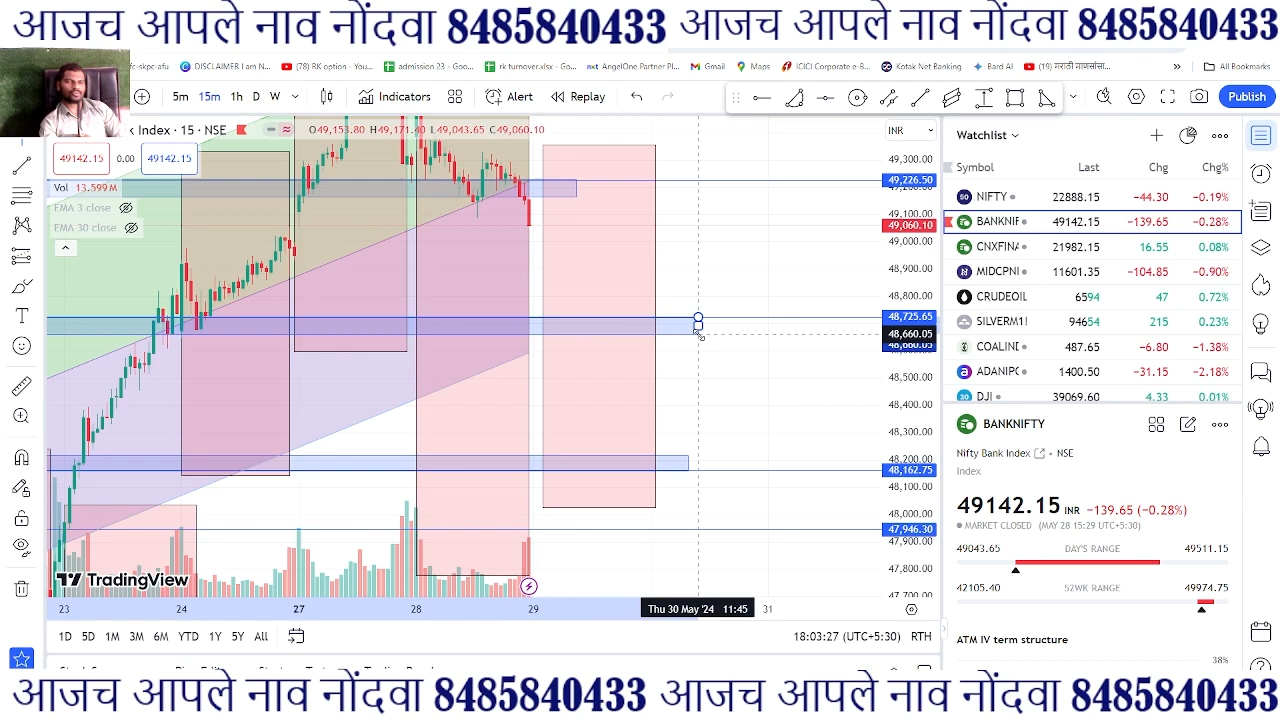 आजच आपले नाव नोंदवा 8485840433 आजच आपले नाव नोंदवा 8485840433
DISCLAIMER I am N... (78) RK option - You... admission 23 - Goo... rk turnover.xlsx - Go... AngelOne Partner Pl... Gmail Maps ICICI Corporate e-B... Kotak Net Banking Bard AI (19) मराठी माणसांसा... » All Bookmarks
5m 15m 1h D W Indicators Alert Replay Publish
x Index · 15 · NSE O49,153.80 H49,171.40 L49,043.65 C49,060.10 INR
49142.15 0.00 49142.15
Vol 13.599M
EMA 3 close
EMA 30 close
49,300.00
49,226.50
49,100.00
49,060.10
49,000.00
48,900.00
48,800.00
48,725.65
48,660.05
48,500.00
48,400.00
48,300.00
48,200.00
48,162.75
48,100.00
48,000.00
47,946.30
47,900.00
47,800.00
47,700.00
TradingView
23 24 27 28 29 Thu 30 May '24 11:45 31
1D 5D 1M 3M 6M YTD 1Y 5Y All 18:03:27 (UTC+5:30) RTH
Watchlist
Symbol Last Chg Chg%
NIFTY 22888.15 −44.30 −0.19%
BANKNIF 49142.15 −139.65 −0.28%
CNXFINA 21982.15 16.55 0.08%
MIDCPNI 11601.35 −104.85 −0.90%
CRUDEOIL 6594 47 0.72%
SILVERM1! 94654 215 0.23%
COALIND 487.65 −6.80 −1.38%
ADANIPO 1400.50 −31.15 −2.18%
DJI 39069.60 4.33 0.01%
BANKNIFTY
Nifty Bank Index · NSE
Index
49142.15 INR −139.65 (−0.28%)
MARKET CLOSED (MAY 28 15:29 UTC+5:30)
49043.65 DAY'S RANGE 49511.15
42105.40 52WK RANGE 49974.75
ATM IV term structure
38%
आजच आपले नाव नोंदवा 8485840433 आजच आपले नाव नोंदवा 8485840433